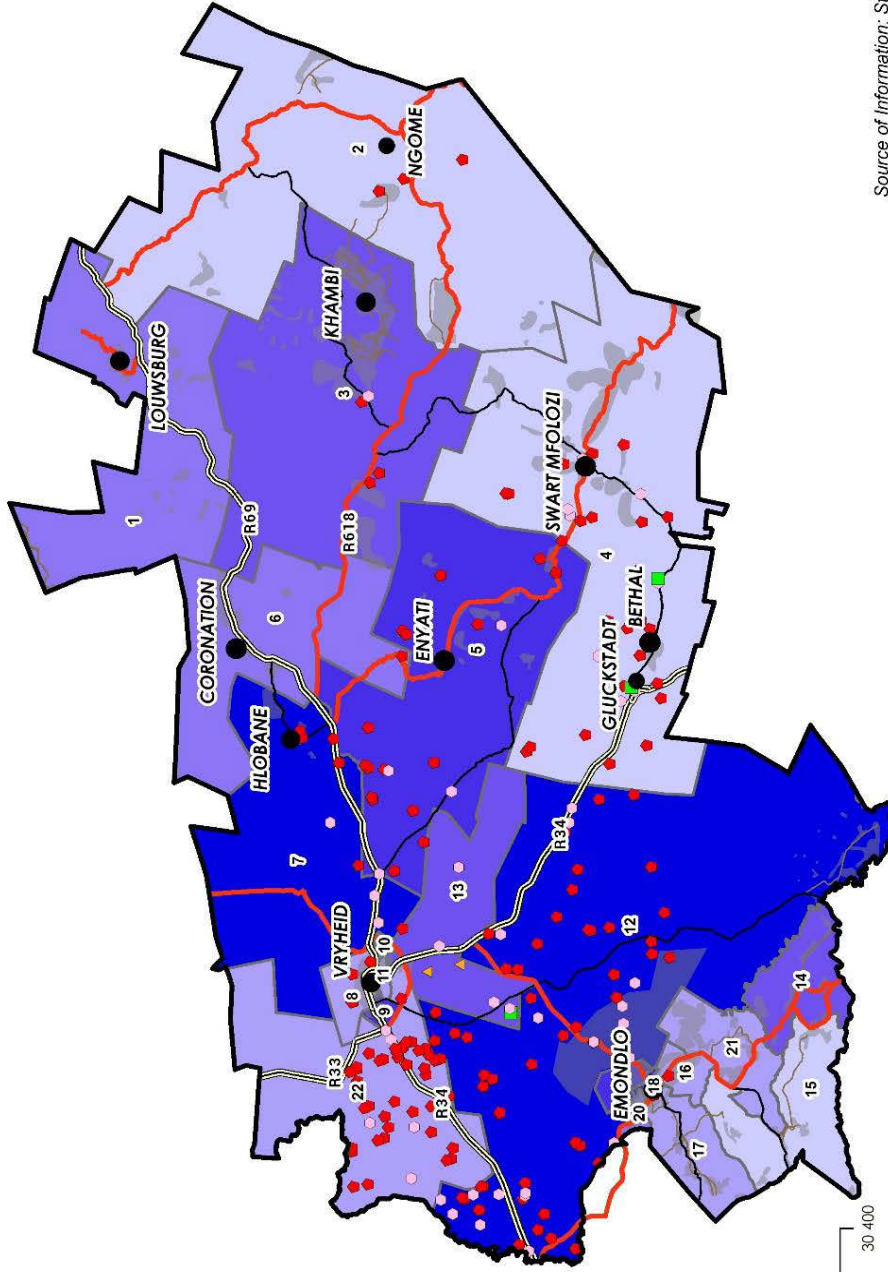 LOUWSBURG
1
R69
CORONATION
6
R618
KHAMBI
3
2
NGOME
HLOBANE
7
ENYATI
5
SWART MFOLOZI
4
GLUCKSTADT
BETHAL
R34
13
VRYHEID
8
9
10
11
R33
22
R34
12
EMONDLO
20
18
16
17
21
14
15
30 400
Source of Information: St